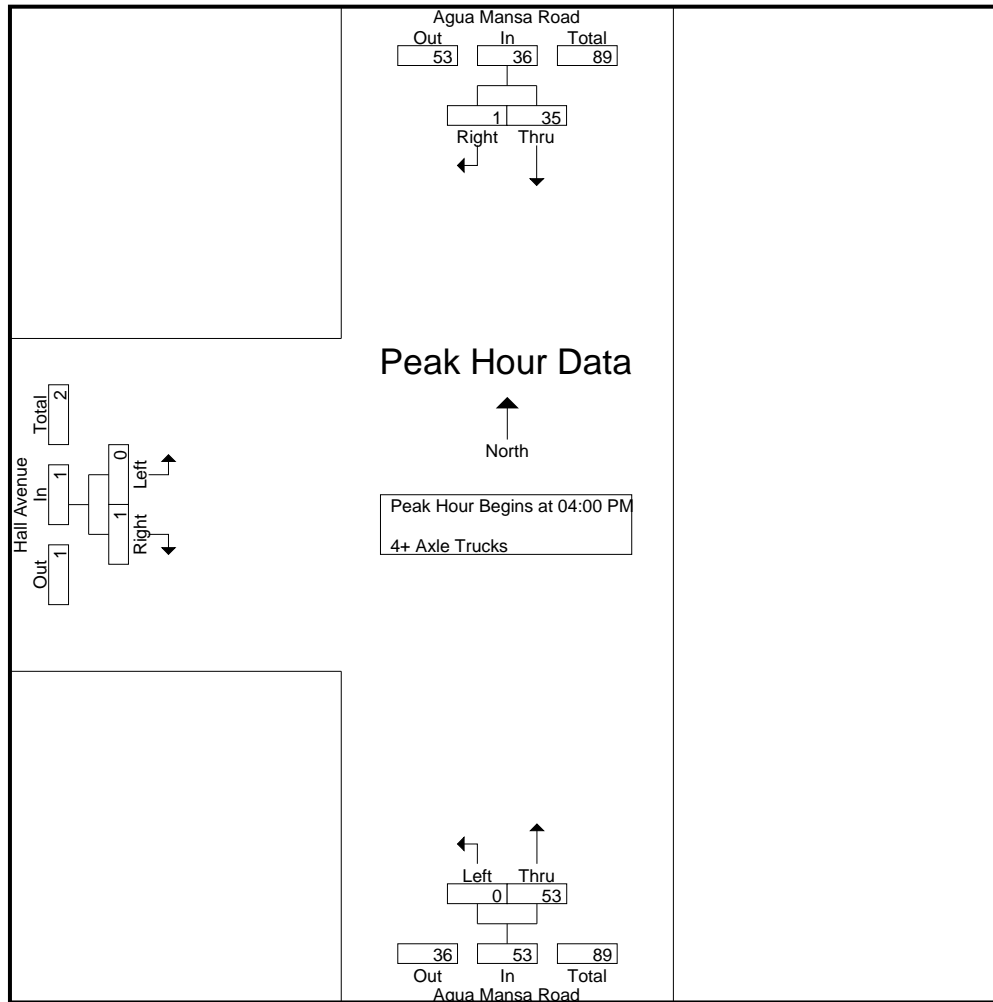 Agua Mansa Road
Out In Total
53 36 89
1 35
Right Thru
Peak Hour Data
North
Peak Hour Begins at 04:00 PM
4+ Axle Trucks
Hall Avenue
Out In Total
1 1 2
1 0
Right Left
Left Thru
0 53
36 53 89
Out In Total
Agua Mansa Road